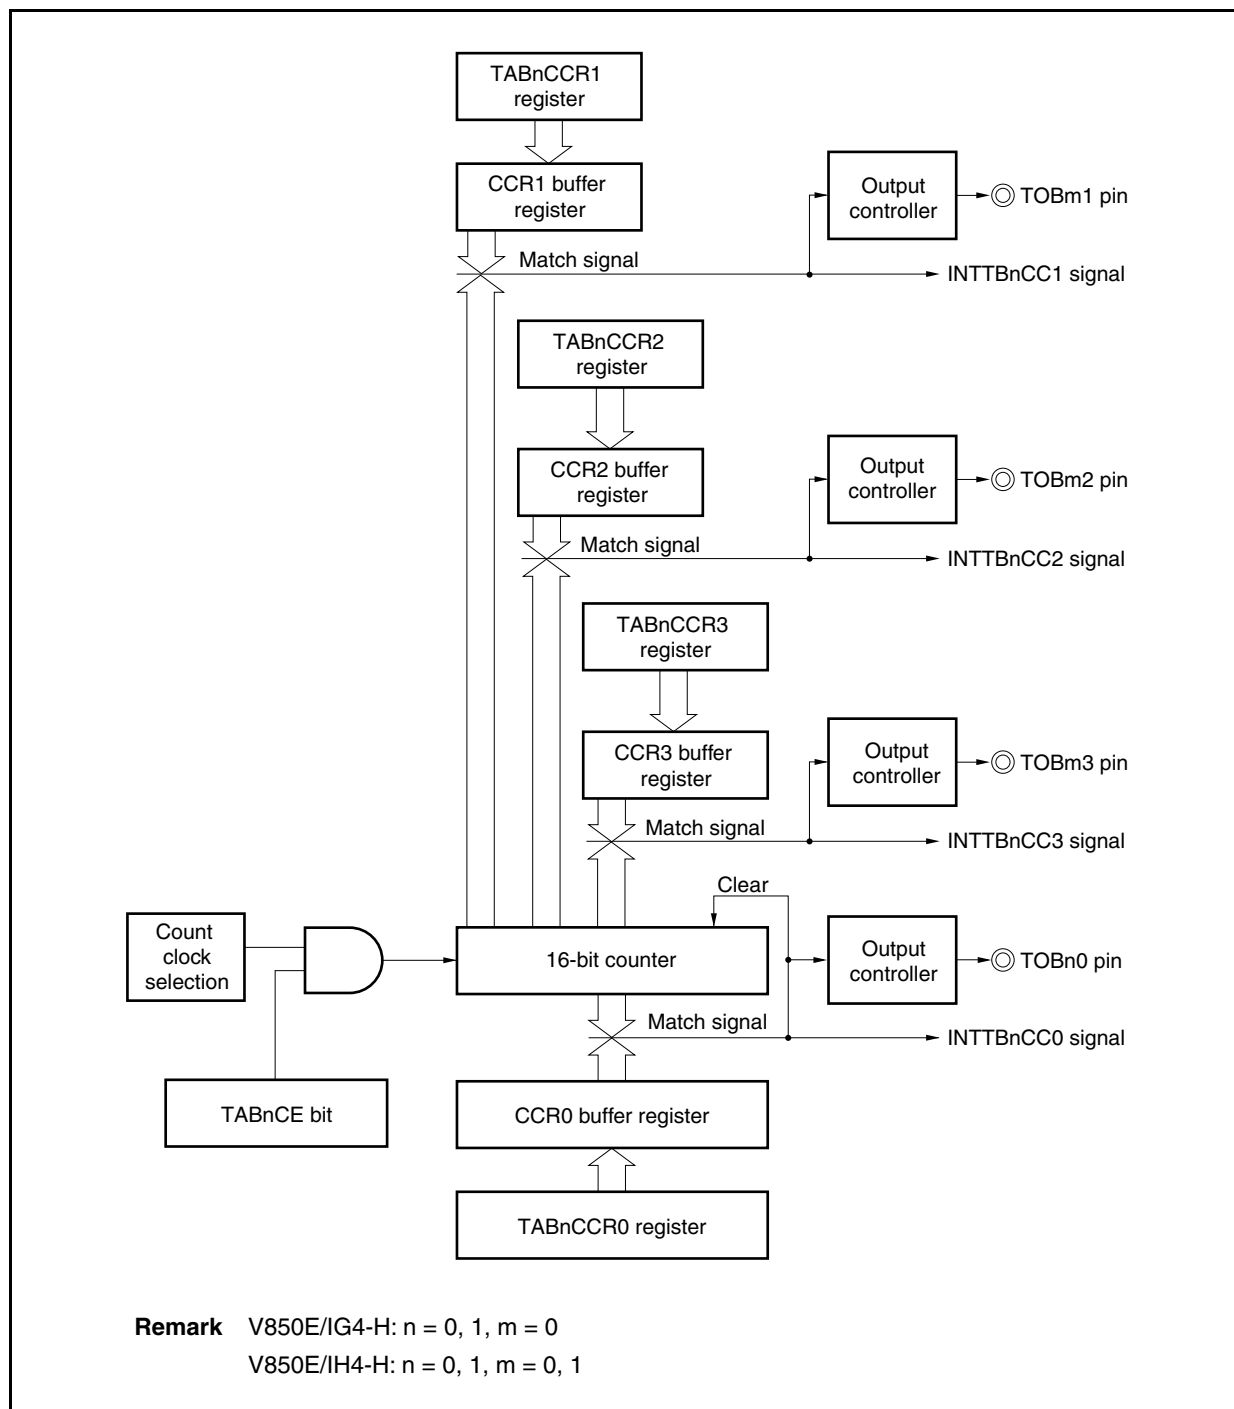 TABnCCR1
register
CCR1 buffer
register
Output
controller
TOBm1 pin
Match signal
INTTBnCC1 signal
TABnCCR2
register
CCR2 buffer
register
Output
controller
TOBm2 pin
Match signal
INTTBnCC2 signal
TABnCCR3
register
CCR3 buffer
register
Output
controller
TOBm3 pin
Match signal
INTTBnCC3 signal
Clear
Count
clock
selection
16-bit counter
Output
controller
TOBn0 pin
Match signal
INTTBnCC0 signal
TABnCE bit
CCR0 buffer register
TABnCCR0 register
Remark V850E/IG4-H: n = 0, 1, m = 0
V850E/IH4-H: n = 0, 1, m = 0, 1